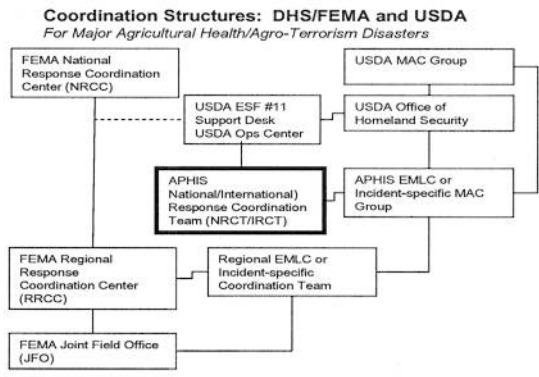 Coordination Structures: DHS/FEMA and USDA
For Major Agricultural Health/Agro-Terrorism Disasters
FEMA National
Response Coordination
Center (NRCC)
USDA MAC Group
USDA ESF #11
Support Desk
USDA Ops Center
USDA Office of
Homeland Security
APHIS
National/International)
Response Coordination
Team (NRCT/IRCT)
APHIS EMLC or
Incident-specific MAC
Group
FEMA Regional
Response
Coordination Center
(RRCC)
Regional EMLC or
Incident-specific
Coordination Team
FEMA Joint Field Office
(JFO)